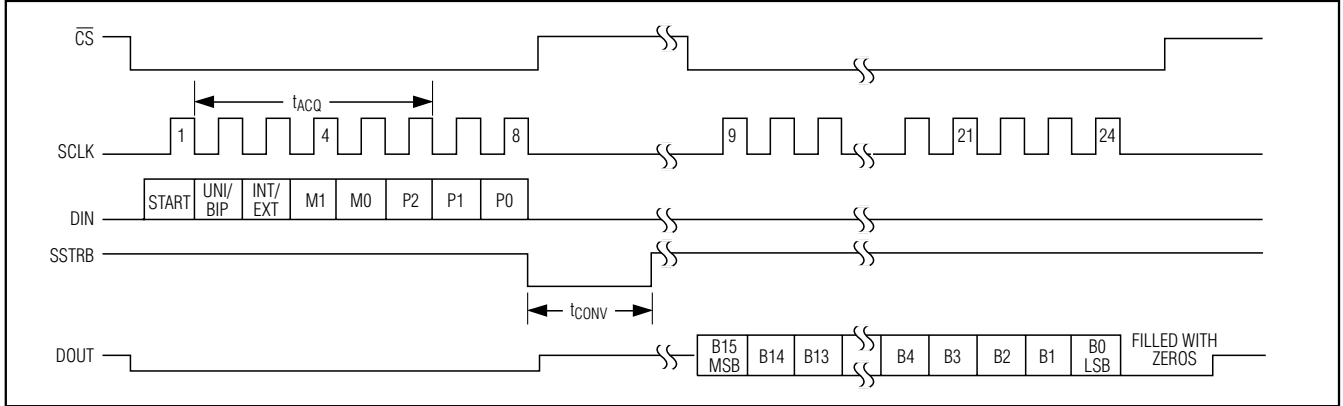 CS
tACQ
SCLK 1 4 8 9 21 24
DIN START UNI/ BIP INT/ EXT M1 M0 P2 P1 P0
SSTRB
tCONV
DOUT B15 MSB B14 B13 B4 B3 B2 B1 B0 LSB FILLED WITH ZEROS